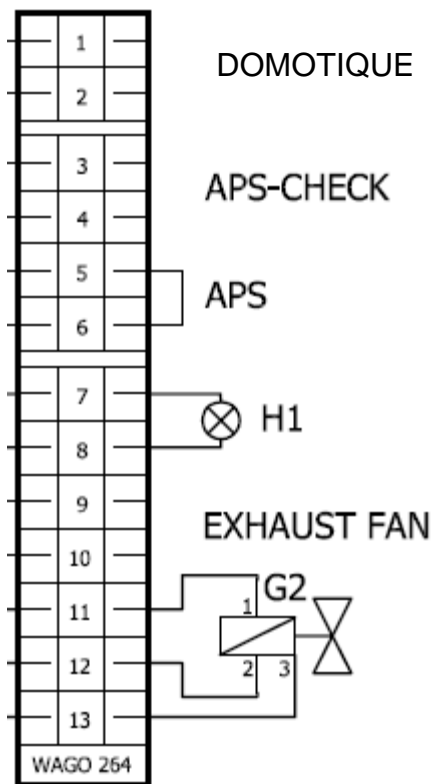 1
DOMOTIQUE
2
3
APS-CHECK
4
5
APS
6
7
H1
8
9
EXHAUST FAN
10
G2
11
1
12
2 3
13
WAGO 264